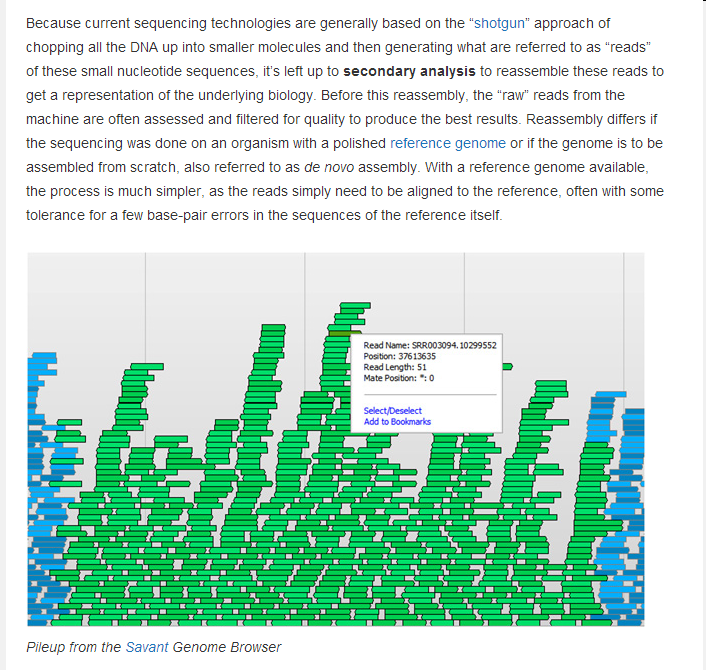 Because current sequencing technologies are generally based on the “shotgun” approach of
chopping all the DNA up into smaller molecules and then generating what are referred to as “reads”
of these small nucleotide sequences, it’s left up to secondary analysis to reassemble these reads to
get a representation of the underlying biology. Before this reassembly, the “raw” reads from the
machine are often assessed and filtered for quality to produce the best results. Reassembly differs if
the sequencing was done on an organism with a polished reference genome or if the genome is to be
assembled from scratch, also referred to as de novo assembly. With a reference genome available,
the process is much simpler, as the reads simply need to be aligned to the reference, often with some
tolerance for a few base-pair errors in the sequences of the reference itself.
Read Name: SRR003094.10299552
Position: 37613635
Read Length: 51
Mate Position: *: 0
Select/Deselect
Add to Bookmarks
Pileup from the Savant Genome Browser